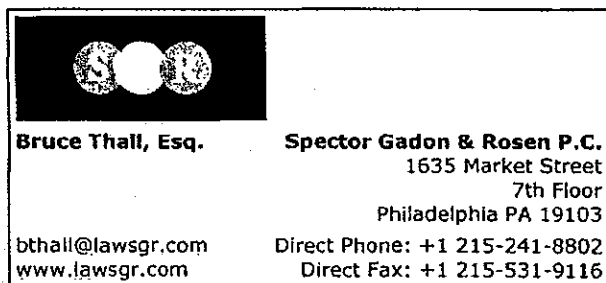 S R
Bruce Thall, Esq.
Spector Gadon & Rosen P.C.
1635 Market Street
7th Floor
Philadelphia PA 19103
bthall@lawsgr.com
www.lawsgr.com
Direct Phone: +1 215-241-8802
Direct Fax: +1 215-531-9116